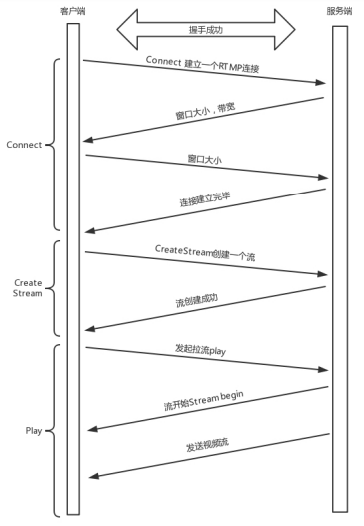 客户端
服务端
握手成功
Connect 建立一个RTMP连接
窗口大小，带宽
Connect
窗口大小
连接建立完毕
CreateStream创建一个流
Create
Stream
流创建成功
发起拉流play
流开始Stream begin
Play
发送视频流